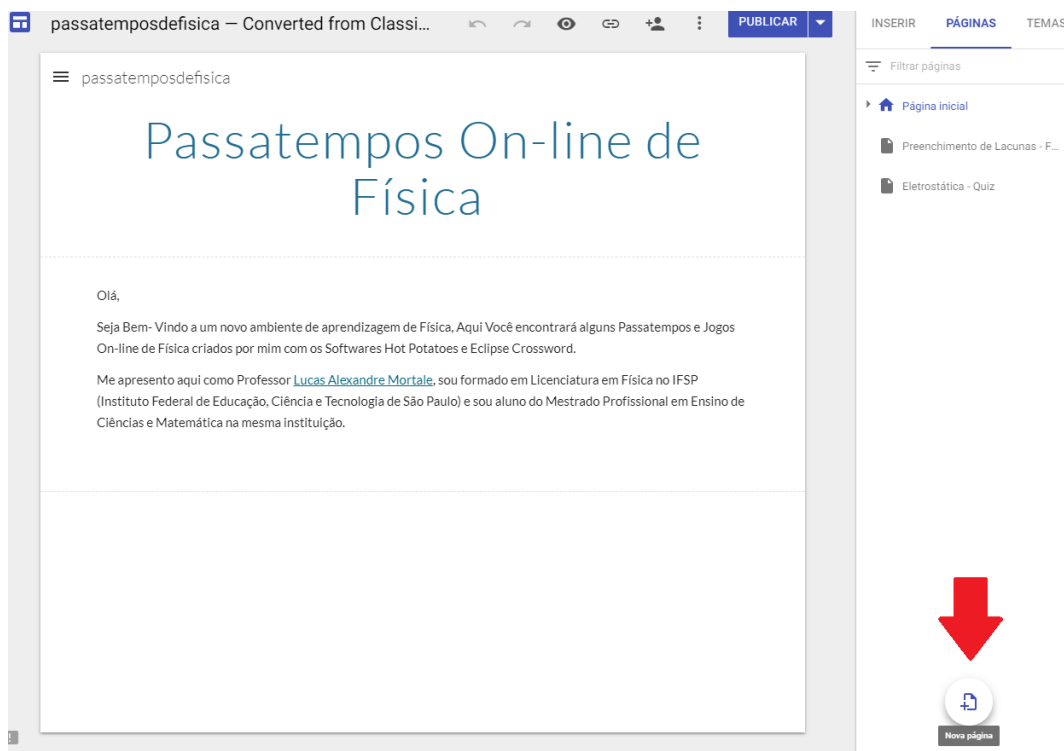 passatemposdefisica — Converted from Classi...
PUBLICAR
INSERIR PÁGINAS TEMAS
passatemposdefisica
Passatempos On-line de
Física
Olá,
Seja Bem- Vindo a um novo ambiente de aprendizagem de Física, Aqui Você encontrará alguns Passatempos e Jogos
On-line de Física criados por mim com os Softwares Hot Potatoes e Eclipse Crossword.
Me apresento aqui como Professor Lucas Alexandre Mortale, sou formado em Licenciatura em Física no IFSP
(Instituto Federal de Educação, Ciência e Tecnologia de São Paulo) e sou aluno do Mestrado Profissional em Ensino de
Ciências e Matemática na mesma instituição.
Filtrar páginas
Página inicial
Preenchimento de Lacunas - F...
Eletrostática - Quiz
Nova página